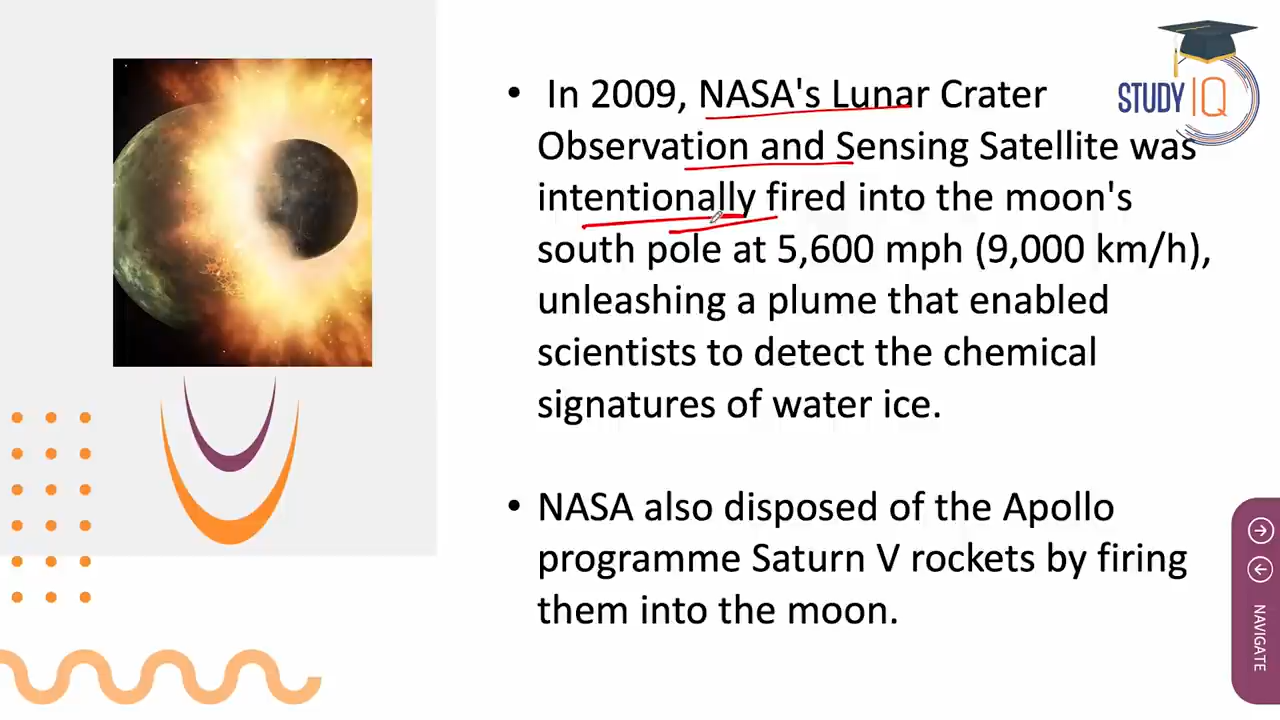 STUDY IQ
• In 2009, NASA's Lunar Crater
Observation and Sensing Satellite was
intentionally fired into the moon's
south pole at 5,600 mph (9,000 km/h),
unleashing a plume that enabled
scientists to detect the chemical
signatures of water ice.
• NASA also disposed of the Apollo
programme Saturn V rockets by firing
them into the moon.
NAVIGATE